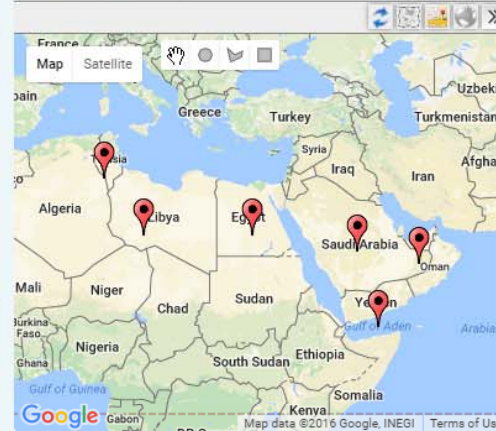 France
Map Satellite
Uzbek
Greece
Turkey
Turkmenistan
Syria
Afgha
Iraq
Iran
Algeria
Libya
Egypt
Saudi Arabia
Oman
Mali
Niger
Chad
Sudan
Yemen
Gulf of Aden
Arabia
Burkina
Faso
Nigeria
Ethiopia
Ghana
South Sudan
Gulf of Guinea
Somalia
Google
Gabon
Kenya
Map data ©2016 Google, INEGI Terms of Us